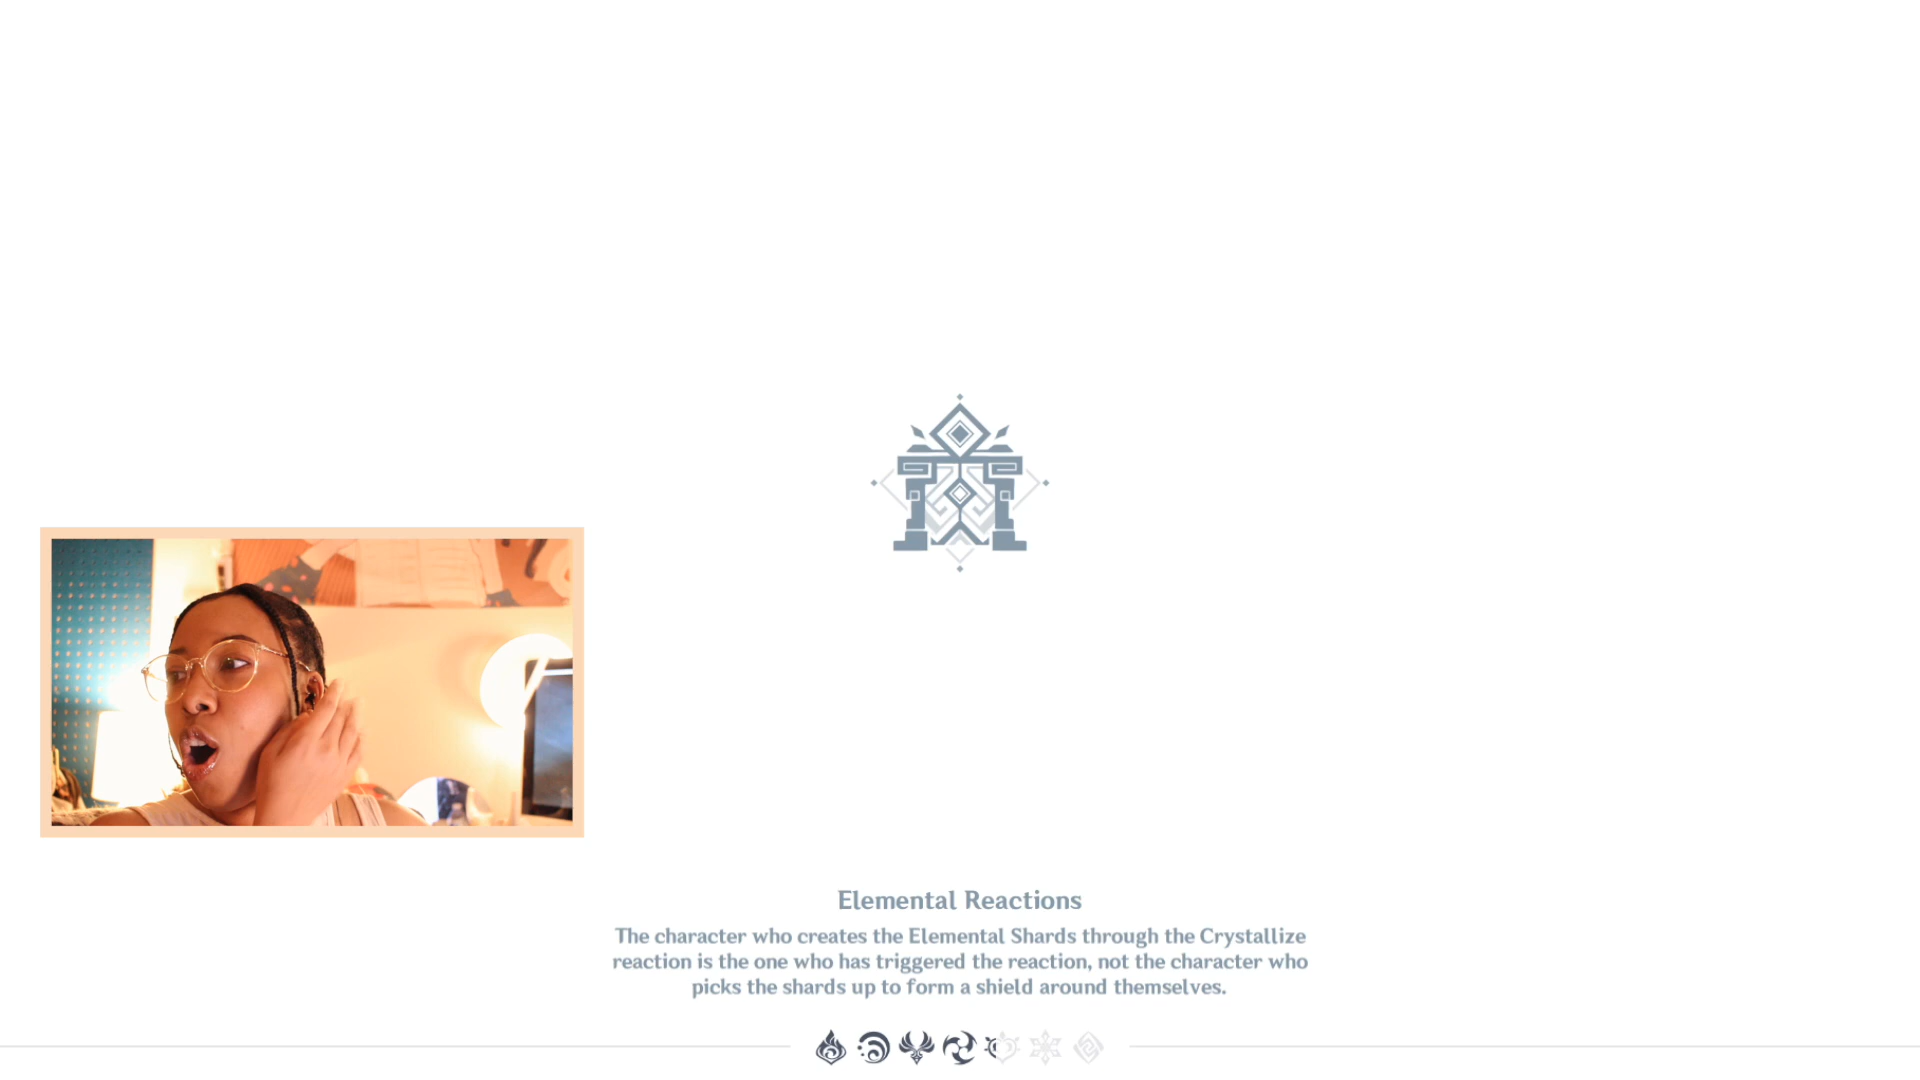 Elemental Reactions
The character who creates the Elemental Shards through the Crystallize
reaction is the one who has triggered the reaction, not the character who
picks the shards up to form a shield around themselves.